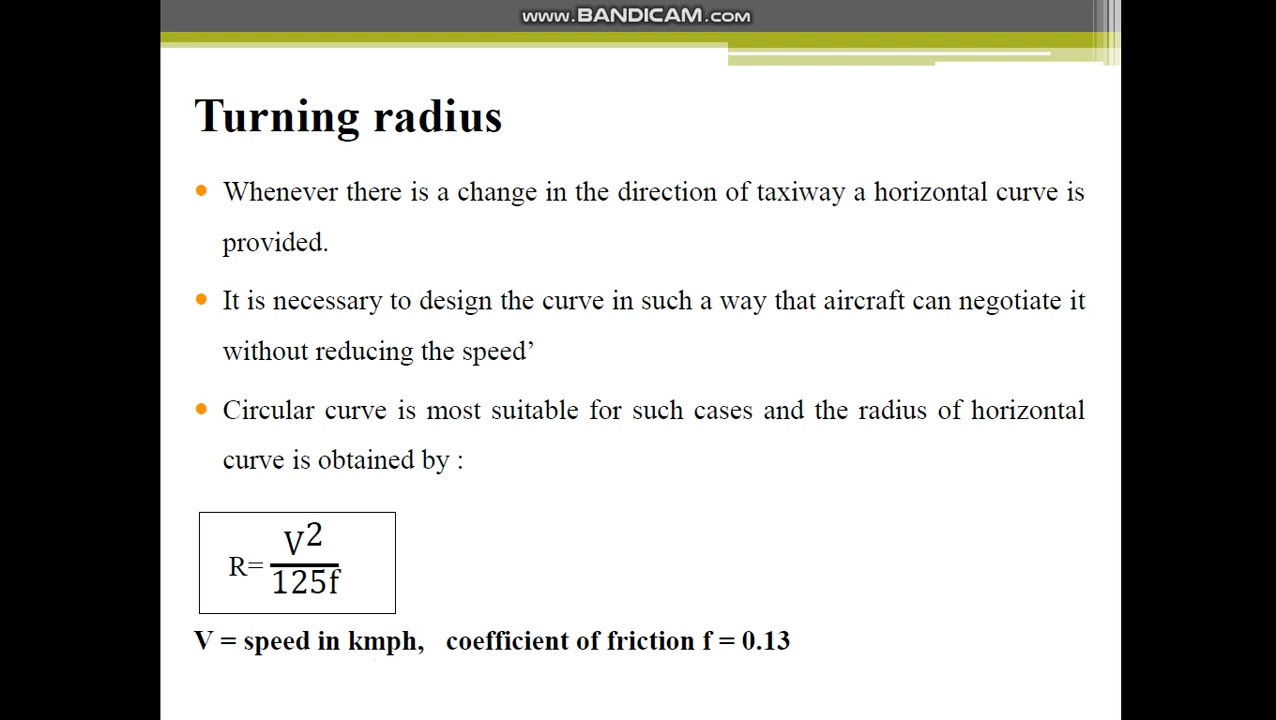 www.BANDICAM.com
Turning radius
Whenever there is a change in the direction of taxiway a horizontal curve is
provided.
It is necessary to design the curve in such a way that aircraft can negotiate it
without reducing the speed’
Circular curve is most suitable for such cases and the radius of horizontal
curve is obtained by :
R= V²/125f
V = speed in kmph, coefficient of friction f = 0.13